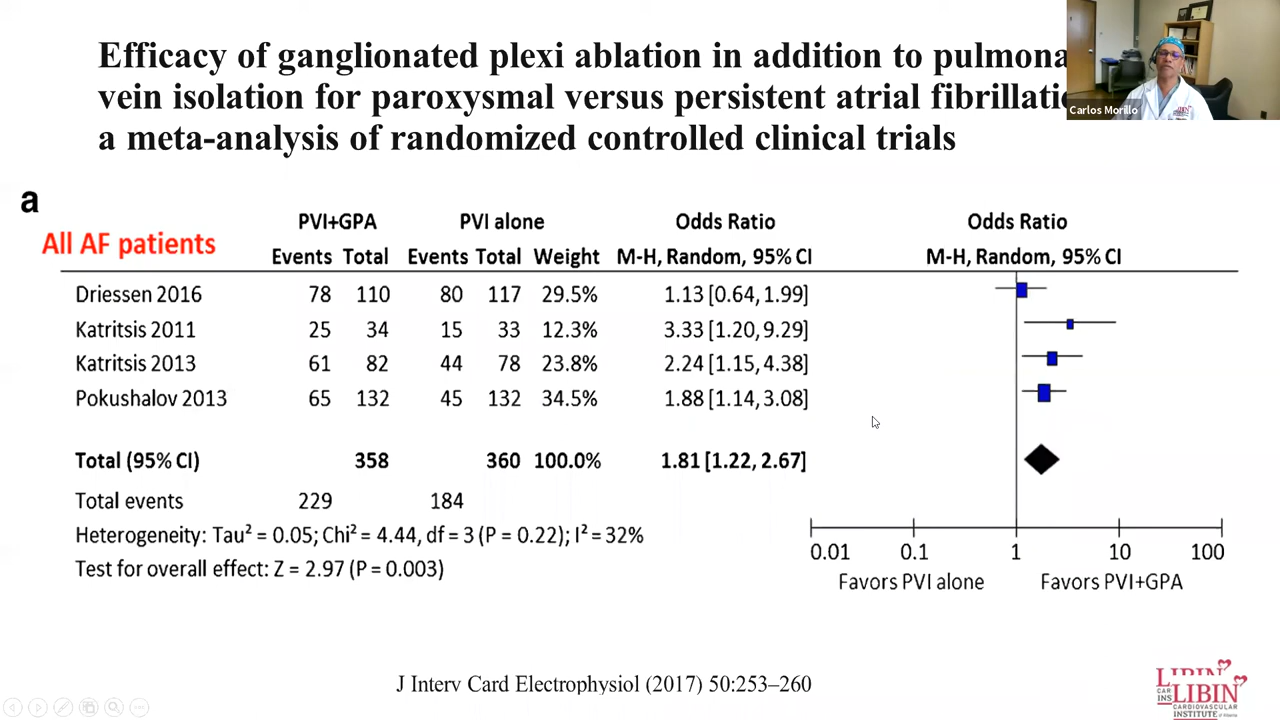 Efficacy of ganglionated plexi ablation in addition to pulmona
vein isolation for paroxysmal versus persistent atrial fibrillatio
a meta-analysis of randomized controlled clinical trials
Carlos Morillo
a
All AF patients
PVI+GPA PVI alone Odds Ratio Odds Ratio
Events Total Events Total Weight M-H, Random, 95% CI M-H, Random, 95% CI
Driessen 2016 78 110 80 117 29.5% 1.13 [0.64, 1.99]
Katritsis 2011 25 34 15 33 12.3% 3.33 [1.20, 9.29]
Katritsis 2013 61 82 44 78 23.8% 2.24 [1.15, 4.38]
Pokushalov 2013 65 132 45 132 34.5% 1.88 [1.14, 3.08]
Total (95% CI) 358 360 100.0% 1.81 [1.22, 2.67]
Total events 229 184
Heterogeneity: Tau² = 0.05; Chi² = 4.44, df = 3 (P = 0.22); I² = 32%
Test for overall effect: Z = 2.97 (P = 0.003)
0.01 0.1 1 10 100
Favors PVI alone Favors PVI+GPA
J Interv Card Electrophysiol (2017) 50:253–260
LIBIN
CAR LIBIN
INS CARDIOVASCULAR
INSTITUTE